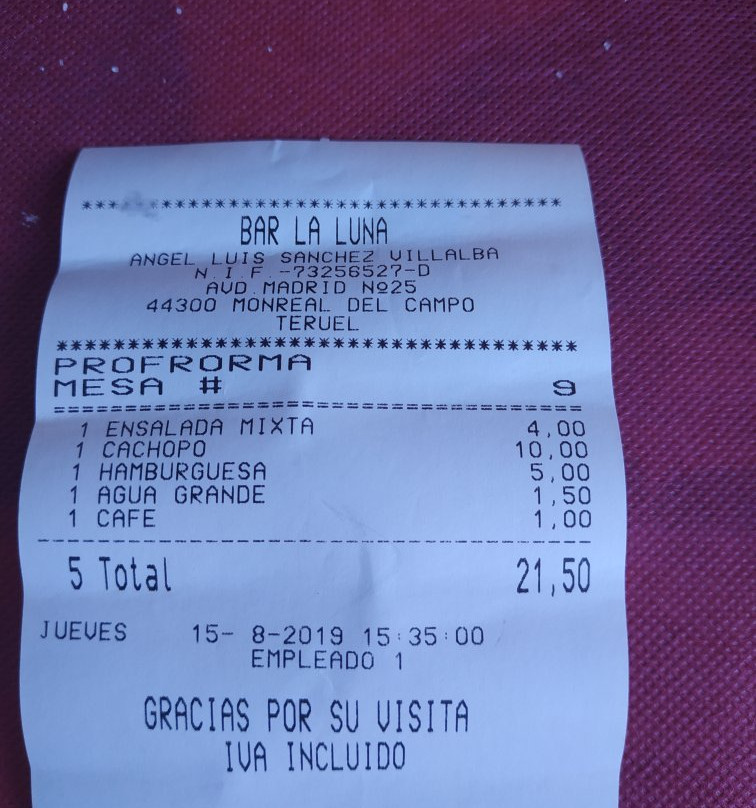 ************************************
BAR LA LUNA
ANGEL LUIS SANCHEZ VILLALBA
N.I.F.-73256527-D
AVD.MADRID Nº25
44300 MONREAL DEL CAMPO
TERUEL
************************************
PROFRORMA
MESA # 9
====================================
1 ENSALADA MIXTA 4,00
1 CACHOPO 10,00
1 HAMBURGUESA 5,00
1 AGUA GRANDE 1,50
1 CAFE 1,00
------------------------------------
5 Total 21,50
JUEVES 15- 8-2019 15:35:00
EMPLEADO 1
GRACIAS POR SU VISITA
IVA INCLUIDO